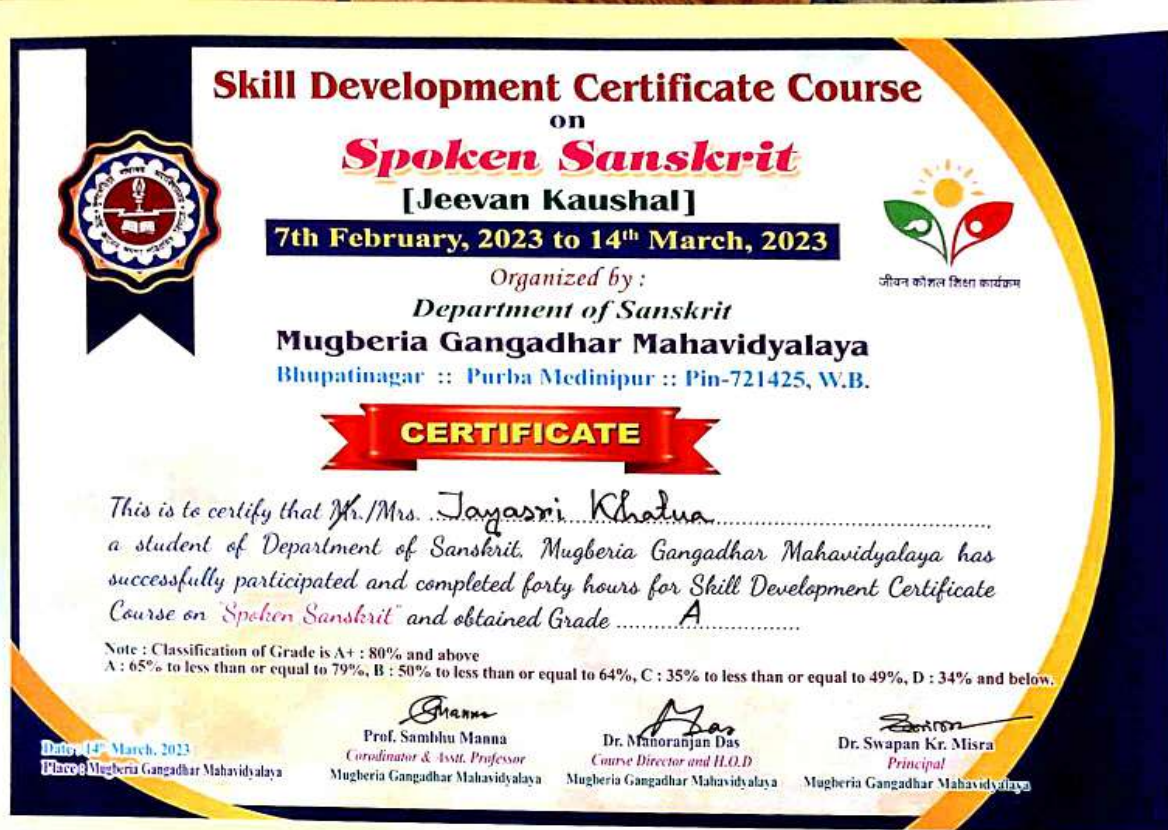 Skill Development Certificate Course
on
Spoken Sanskrit
[Jeevan Kaushal]
7th February, 2023 to 14th March, 2023
जीवन कौशल शिक्षा कार्यक्रम
Organized by :
Department of Sanskrit
Mugberia Gangadhar Mahavidyalaya
Bhupatinagar :: Purba Medinipur :: Pin-721425, W.B.
CERTIFICATE
This is to certify that Mr./Mrs. Jayasri Khatua
a student of Department of Sanskrit. Mugberia Gangadhar Mahavidyalaya has
successfully participated and completed forty hours for Skill Development Certificate
Course on "Spoken Sanskrit" and obtained Grade ......... A ...............
Note : Classification of Grade is A+ : 80% and above
A : 65% to less than or equal to 79%, B : 50% to less than or equal to 64%, C : 35% to less than or equal to 49%, D : 34% and below.
Date : 14th March, 2023
Place : Mugberia Gangadhar Mahavidyalaya
SManna
Prof. Sambhu Manna
Corodinator & Asstt. Professor
Mugberia Gangadhar Mahavidyalaya
Das
Dr. Manoranjan Das
Course Director and H.O.D
Mugberia Gangadhar Mahavidyalaya
Dr. Swapan Kr. Misra
Principal
Mugberia Gangadhar Mahavidyalaya